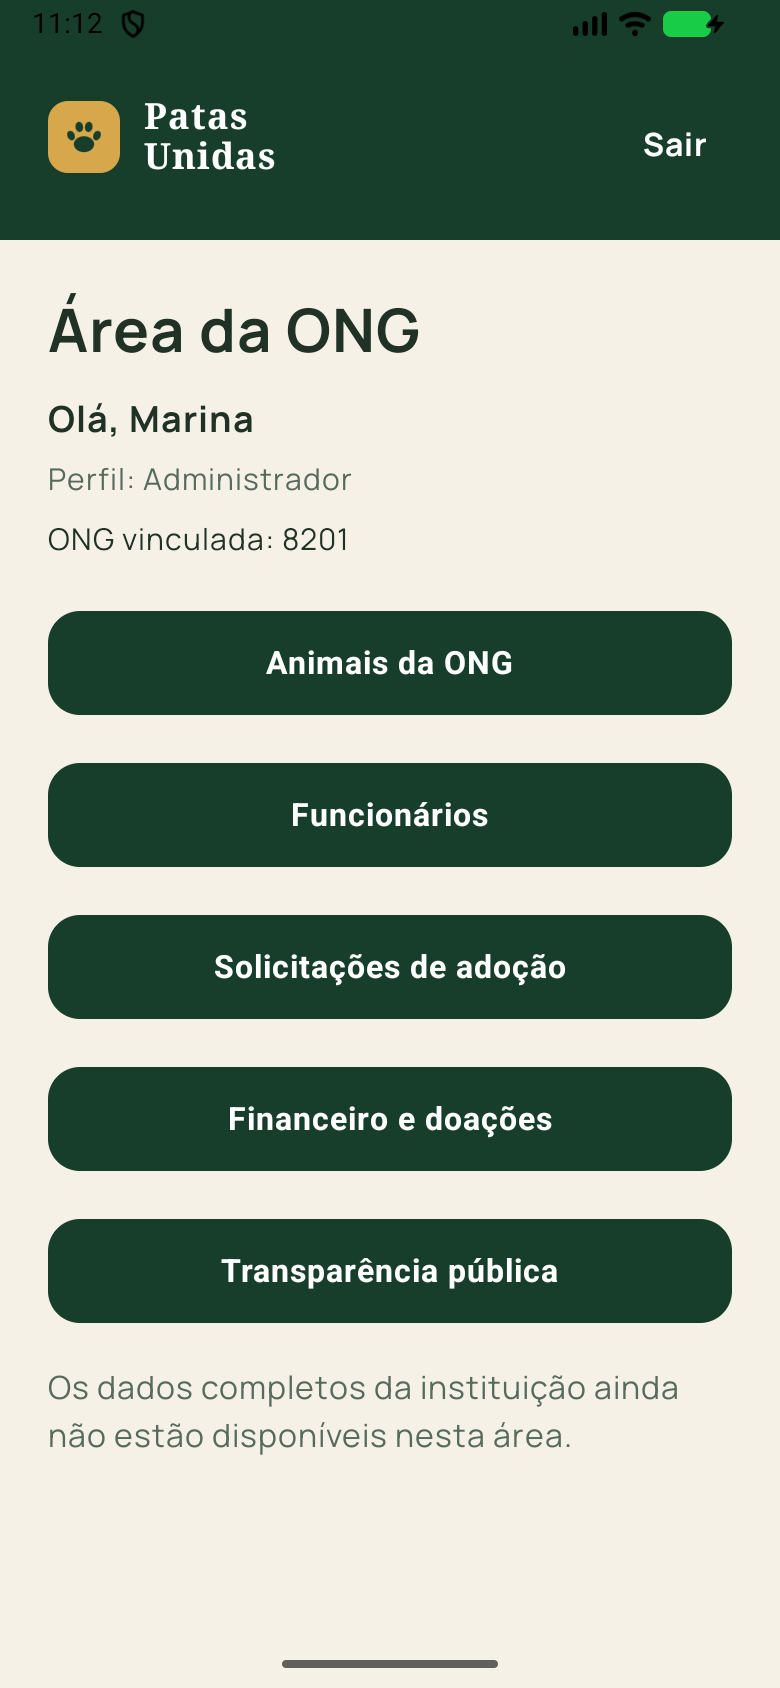 11:12
Patas
Unidas
Sair
Área da ONG
Olá, Marina
Perfil: Administrador
ONG vinculada: 8201
Animais da ONG
Funcionários
Solicitações de adoção
Financeiro e doações
Transparência pública
Os dados completos da instituição ainda
não estão disponíveis nesta área.